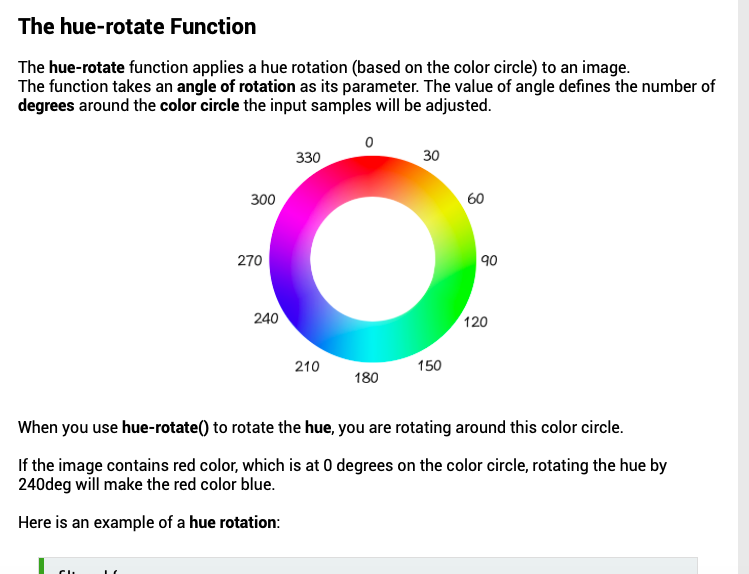 The hue-rotate Function
The hue-rotate function applies a hue rotation (based on the color circle) to an image.
The function takes an angle of rotation as its parameter. The value of angle defines the number of
degrees around the color circle the input samples will be adjusted.
0
330
30
300
60
270
90
240
120
210
150
180
When you use hue-rotate() to rotate the hue, you are rotating around this color circle.
If the image contains red color, which is at 0 degrees on the color circle, rotating the hue by
240deg will make the red color blue.
Here is an example of a hue rotation: